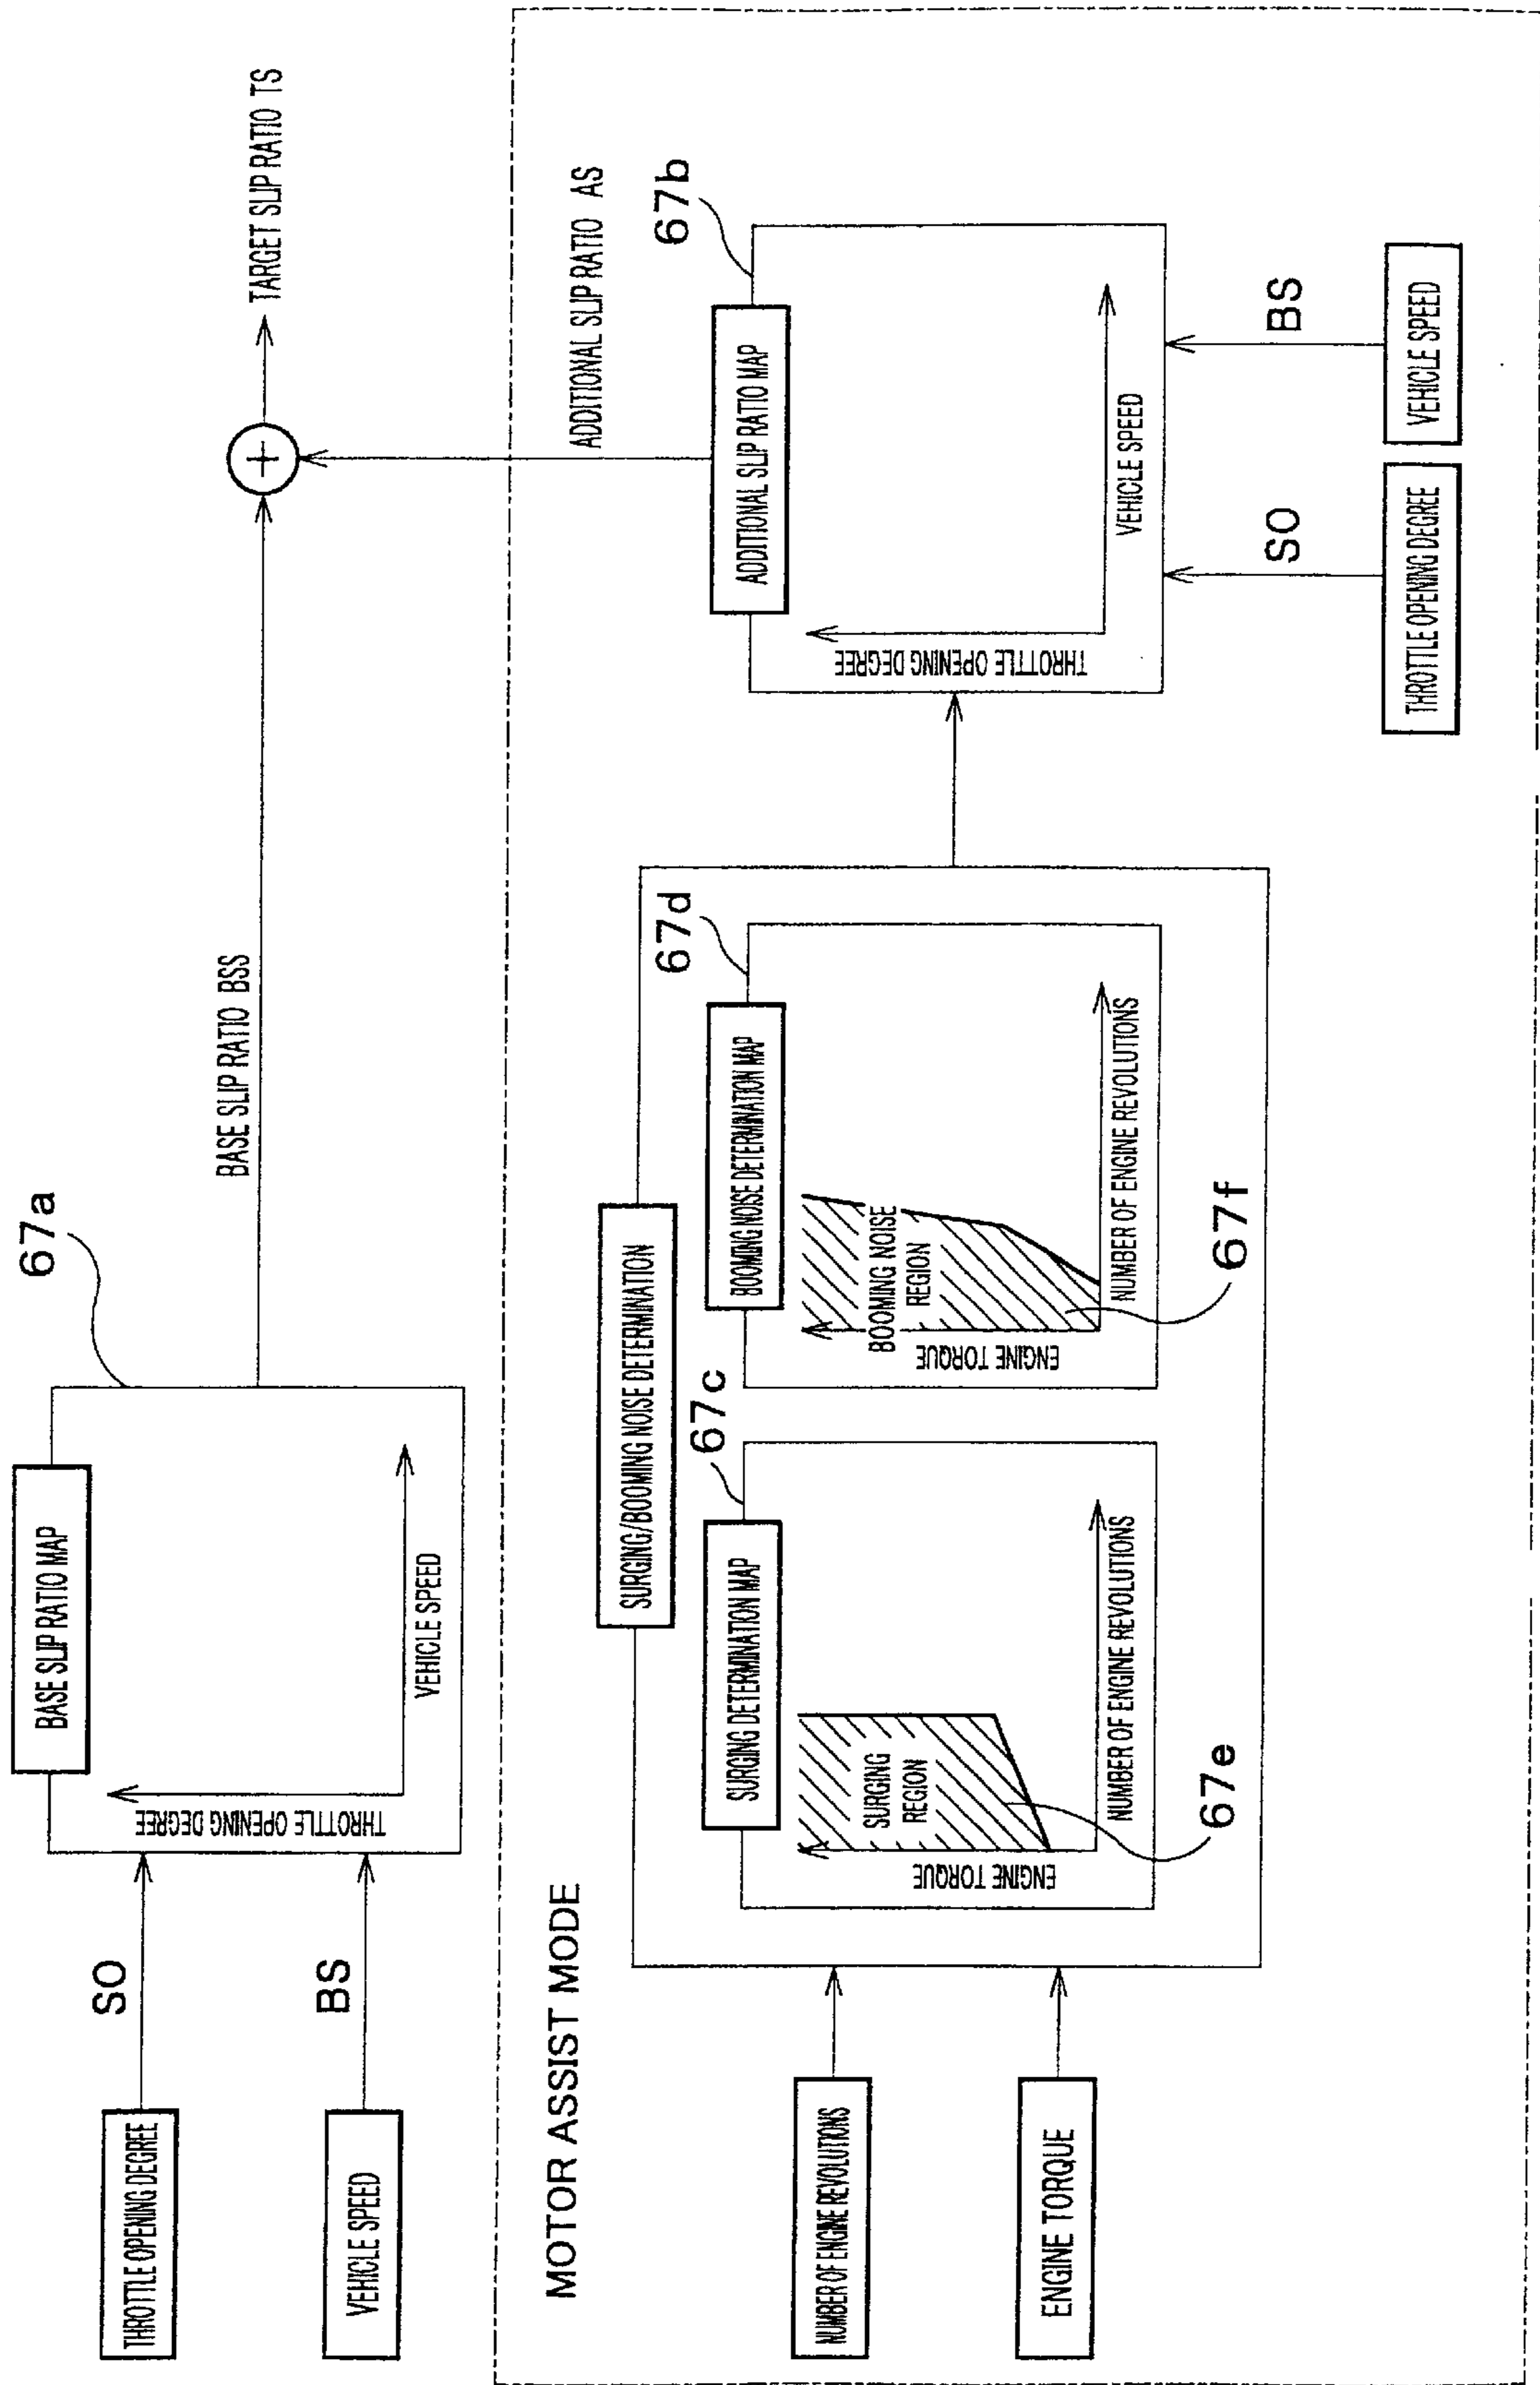 67a
BASE SLIP RATIO MAP
THROTTLE OPENING DEGREE
SO
VEHICLE SPEED
BS
THROTTLE OPENING DEGREE
VEHICLE SPEED
BASE SLIP RATIO BSS
+
TARGET SLIP RATIO TS
ADDITIONAL SLIP RATIO AS
MOTOR ASSIST MODE
NUMBER OF ENGINE REVOLUTIONS
ENGINE TORQUE
SURGING/BOOMING NOISE DETERMINATION
67c
SURGING DETERMINATION MAP
SURGING
REGION
ENGINE TORQUE
NUMBER OF ENGINE REVOLUTIONS
67e
67d
BOOMING NOISE DETERMINATION MAP
BOOMING NOISE
REGION
ENGINE TORQUE
NUMBER OF ENGINE REVOLUTIONS
67f
67b
ADDITIONAL SLIP RATIO MAP
THROTTLE OPENING DEGREE
VEHICLE SPEED
SO
BS
THROTTLE OPENING DEGREE
VEHICLE SPEED